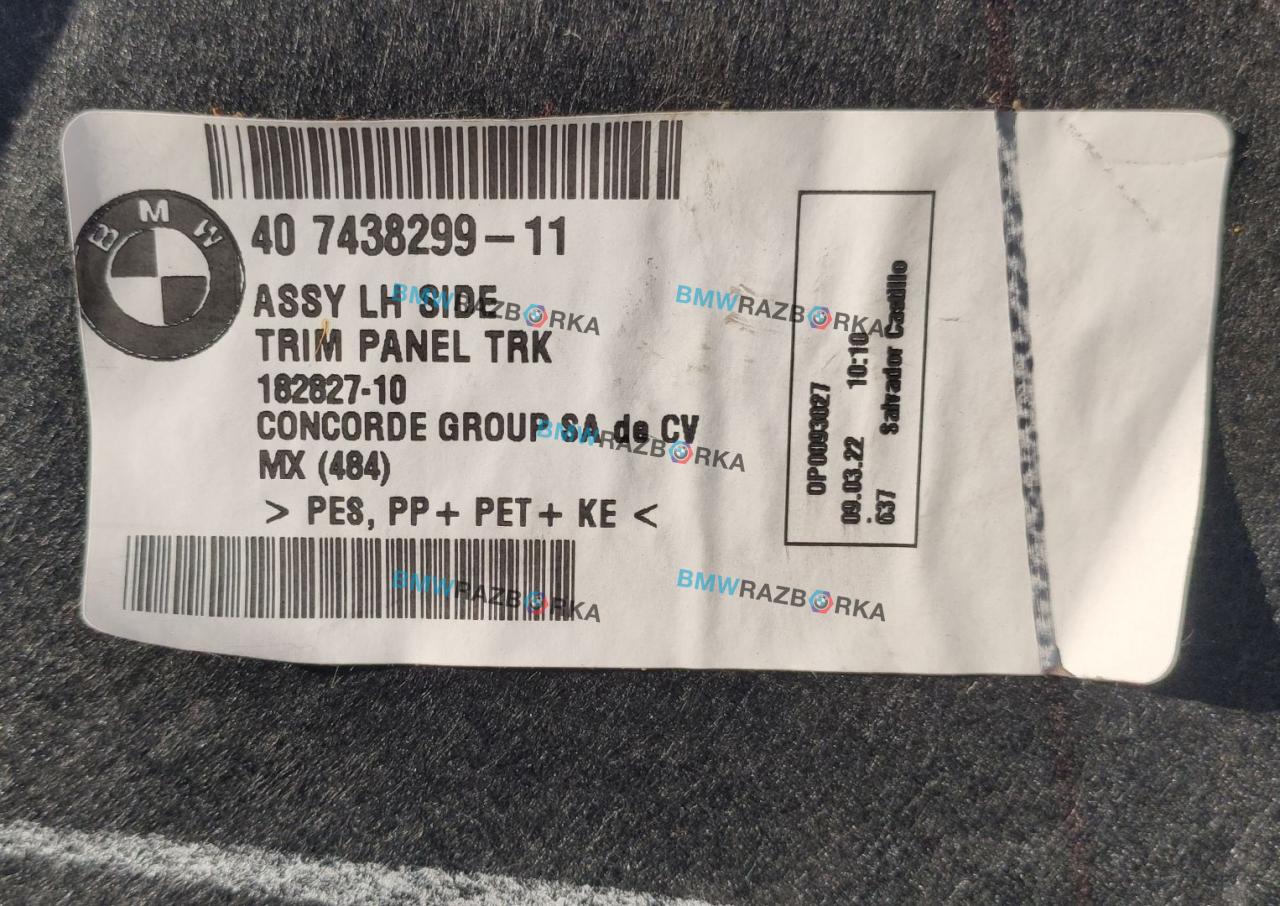 BMW
40 7438299-11
ASSY LH SIDE
TRIM PANEL TRK
182827-10
CONCORDE GROUP SA de CV
MX (484)
> PES, PP+ PET+ KE <
OP0093027
09.03.22 10:10
637 Salvador Castillo
BMWRAZBORKA
BMWRAZBORKA
BMWRAZBORKA
BMWRAZBORKA
BMWRAZBORKA